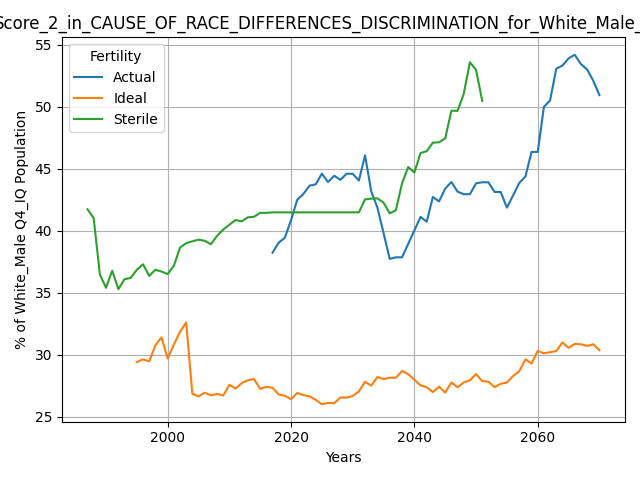 Score_2_in_CAUSE_OF_RACE_DIFFERENCES_DISCRIMINATION_for_White_Male_
Fertility
Actual
Ideal
Sterile
% of White_Male Q4_IQ Population
55
50
45
40
35
30
25
2000
2020
2040
2060
Years